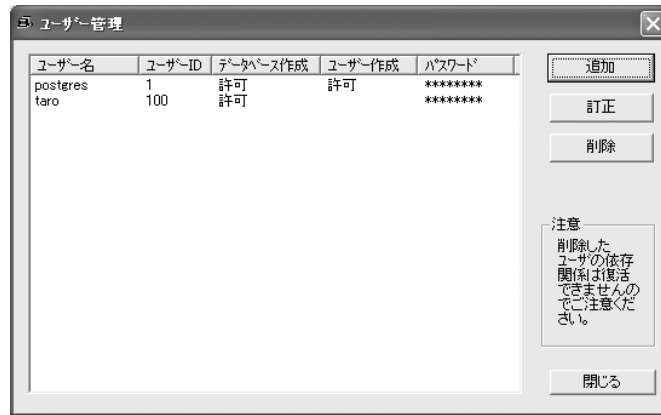 ユーザー管理
ユーザー名 ユーザーID データベース作成 ユーザー作成 パスワード
postgres 1 許可 許可 ********
taro 100 許可 ********
追加
訂正
削除
注意
削除した
ユーザの依存
関係は復活
できませんの
でご注意くだ
さい。
閉じる